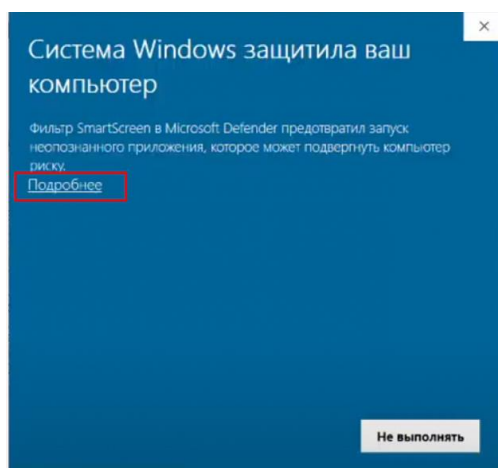 Система Windows защитила ваш
компьютер
Фильтр SmartScreen в Microsoft Defender предотвратил запуск
неопознанного приложения, которое может подвергнуть компьютер
риску.
Подробнее
Не выполнять